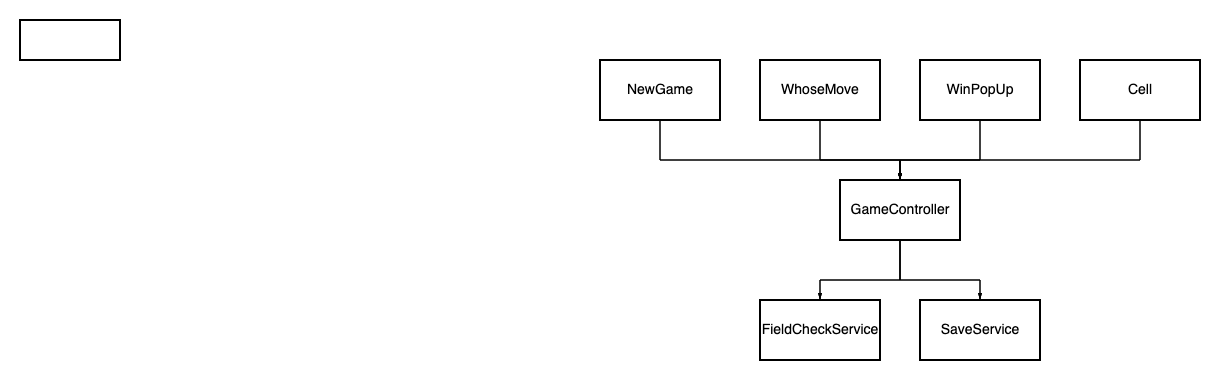 NewGame
WhoseMove
WinPopUp
Cell
GameController
FieldCheckService
SaveService